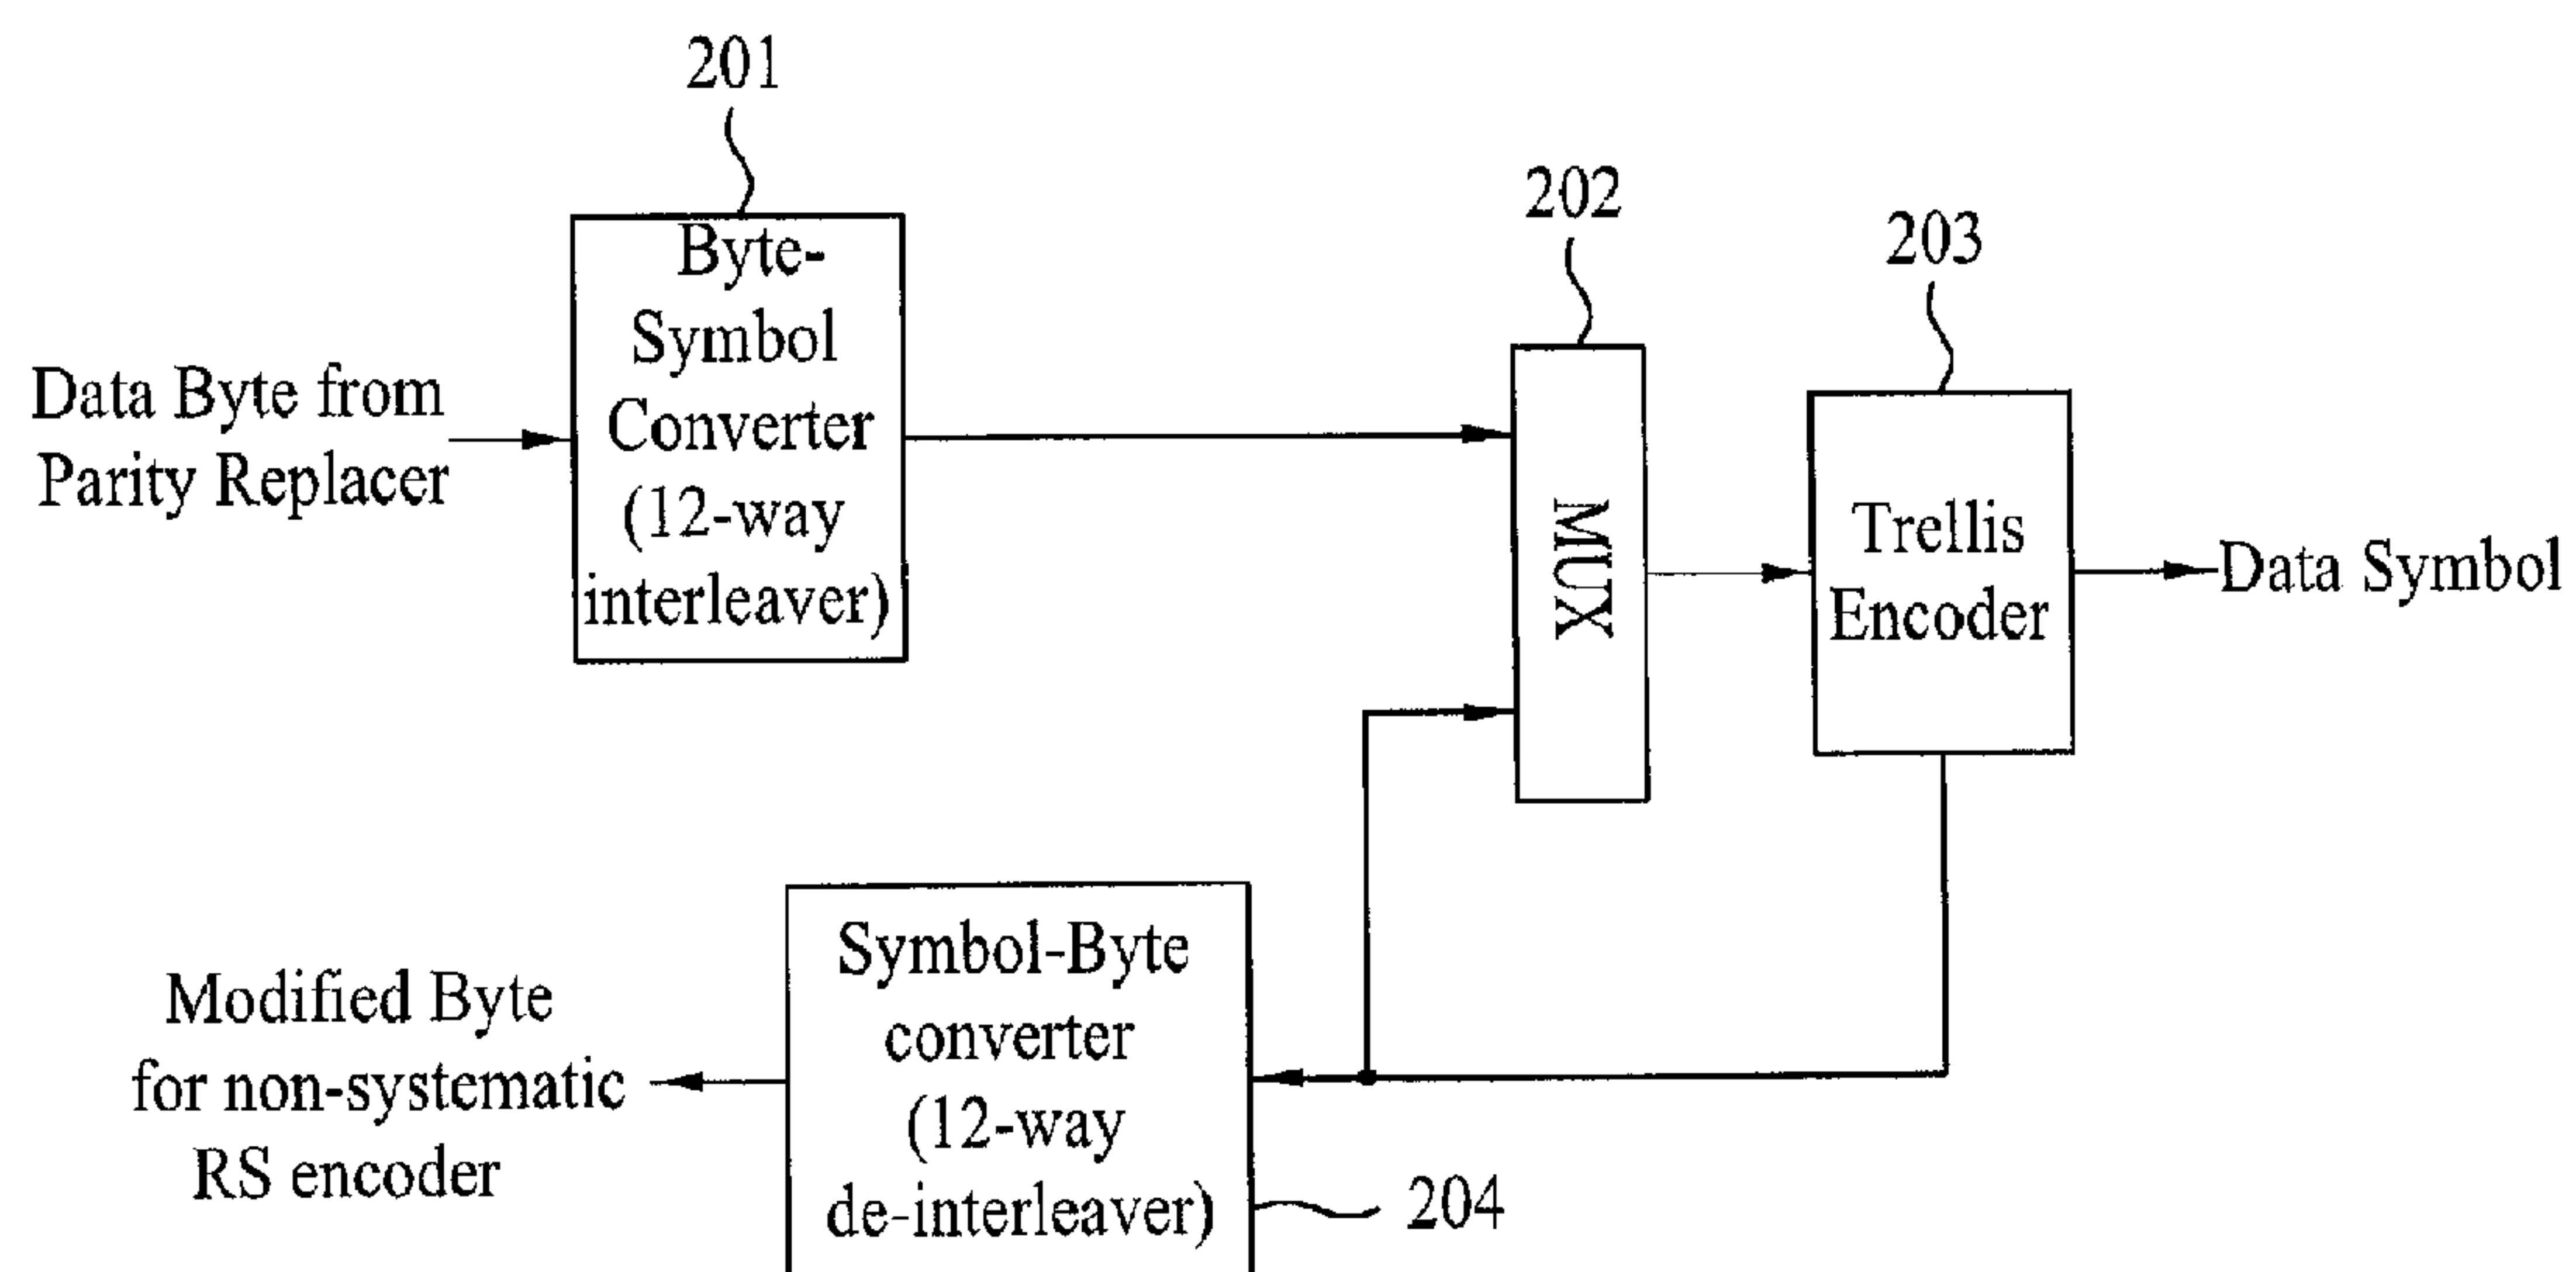 201
Byte-
Symbol
Converter
(12-way
interleaver)
Data Byte from
Parity Replacer
202
MUX
203
Trellis
Encoder
Data Symbol
Symbol-Byte
converter
(12-way
de-interleaver)
204
Modified Byte
for non-systematic
RS encoder